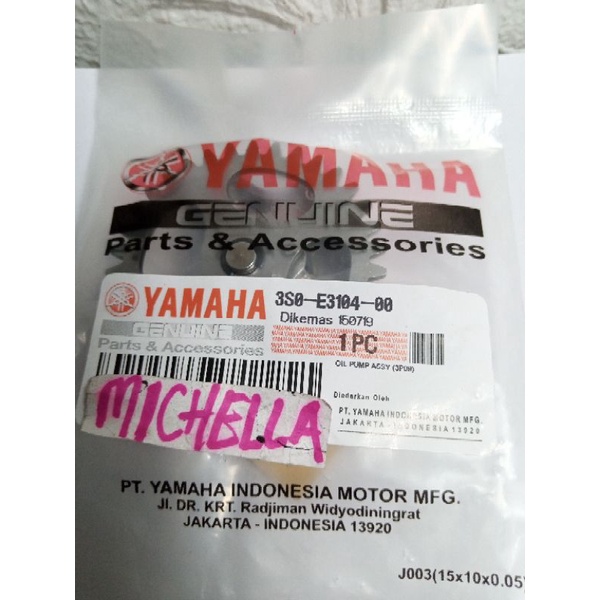 YAMAHA
GENUINE
Parts & Accessories
YAMAHA
GENUINE
Parts & Accessories
3S0-E3104-00
Dikemas 150719
1 PC
OIL PUMP ASSY
Diedarkan Oleh
PT. YAMAHA INDONESIA MOTOR MFG.
JAKARTA - INDONESIA 13920
MICHELLA
PT. YAMAHA INDONESIA MOTOR MFG.
Jl. DR. KRT. Radjiman Widyodiningrat
JAKARTA - INDONESIA 13920
J003(15x10x0.05)